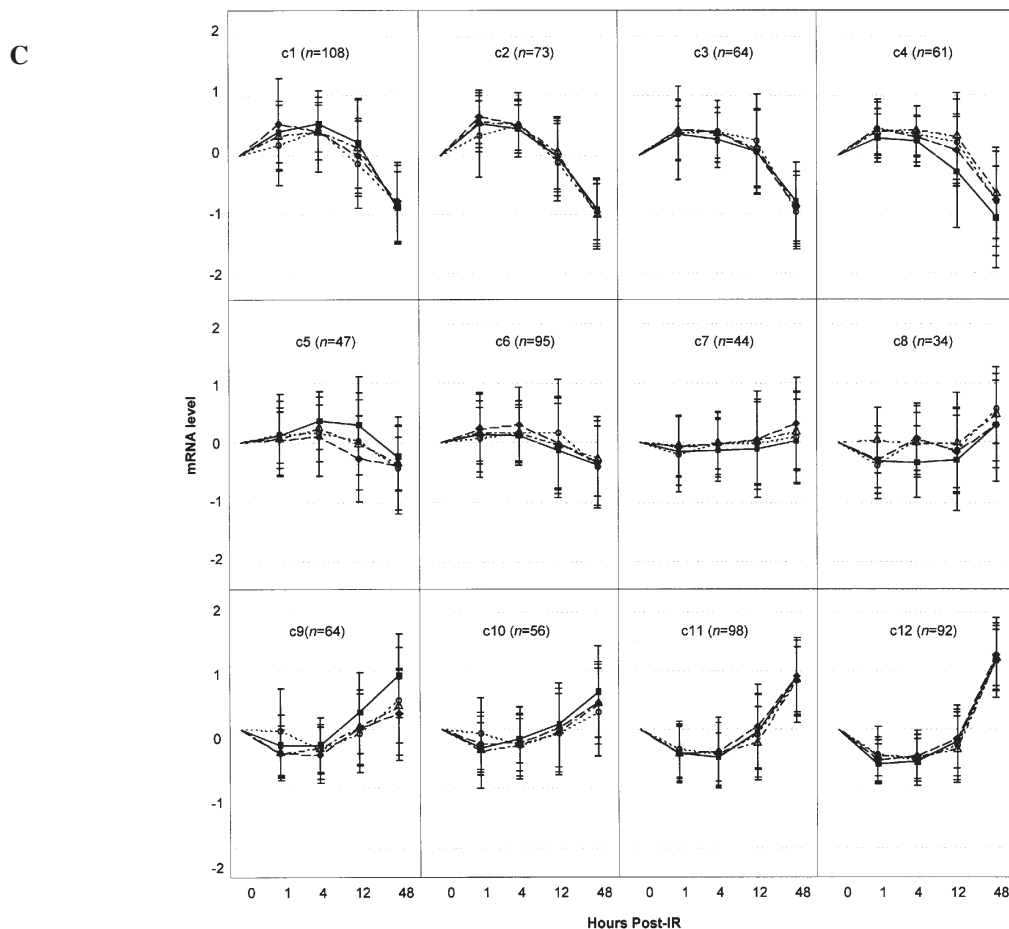 C
c1 (n=108) c2 (n=73) c3 (n=64) c4 (n=61)
2
1
0
-1
-2
c5 (n=47) c6 (n=95) c7 (n=44) c8 (n=34)
2
1
0
-1
-2
mRNA level
c9(n=64) c10 (n=56) c11 (n=98) c12 (n=92)
2
1
0
-1
-2
0 1 4 12 48 0 1 4 12 48 0 1 4 12 48 0 1 4 12 48
Hours Post-IR